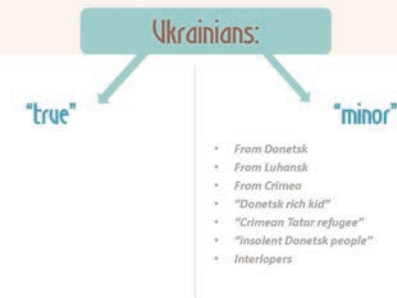 Ukrainians:
"true"
"minor"
• From Donetsk
• From Luhansk
• From Crimea
• "Donetsk rich kid"
• "Crimean Tatar refugee"
• "insolent Donetsk people"
• Interlopers